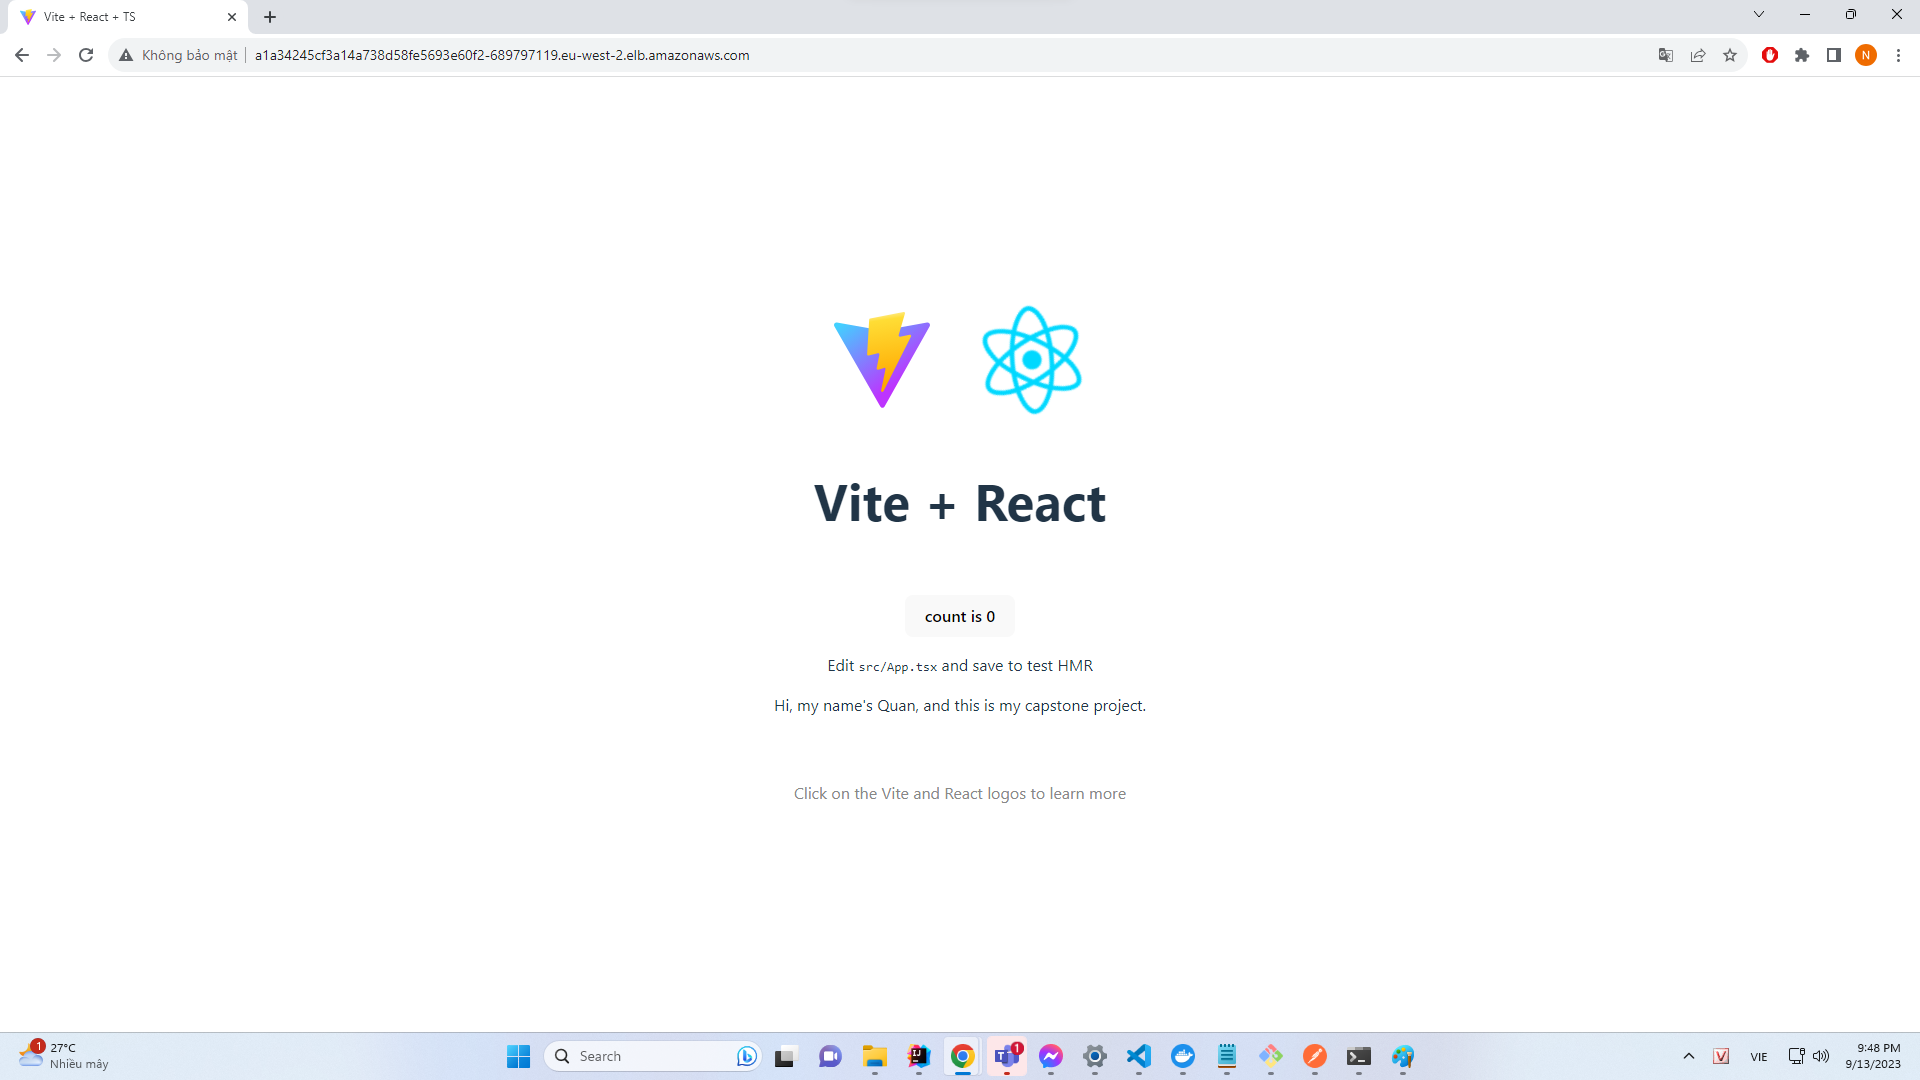 Vite + React + TS
Không bảo mật
a1a34245cf3a14a738d58fe5693e60f2-689797119.eu-west-2.elb.amazonaws.com
N
Vite + React
count is 0
Edit src/App.tsx and save to test HMR
Hi, my name's Quan, and this is my capstone project.
Click on the Vite and React logos to learn more
1
27°C
Nhiều mây
Search
1
VIE
9:48 PM
9/13/2023